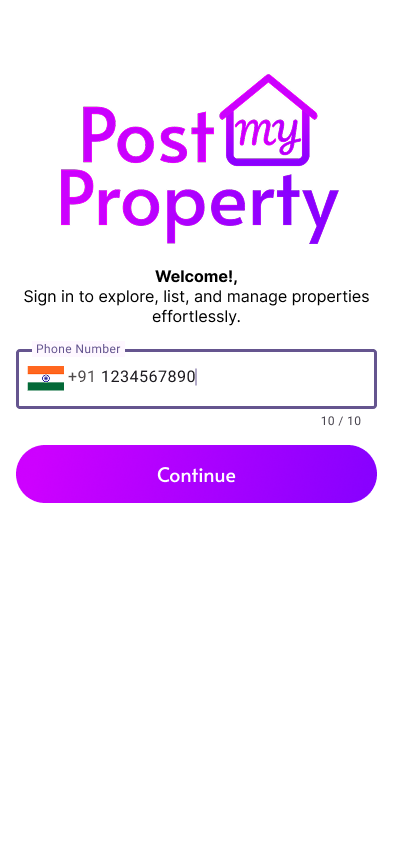 Post my
Property
Welcome!,
Sign in to explore, list, and manage properties
effortlessly.
Phone Number
+91 1234567890
10 / 10
Continue